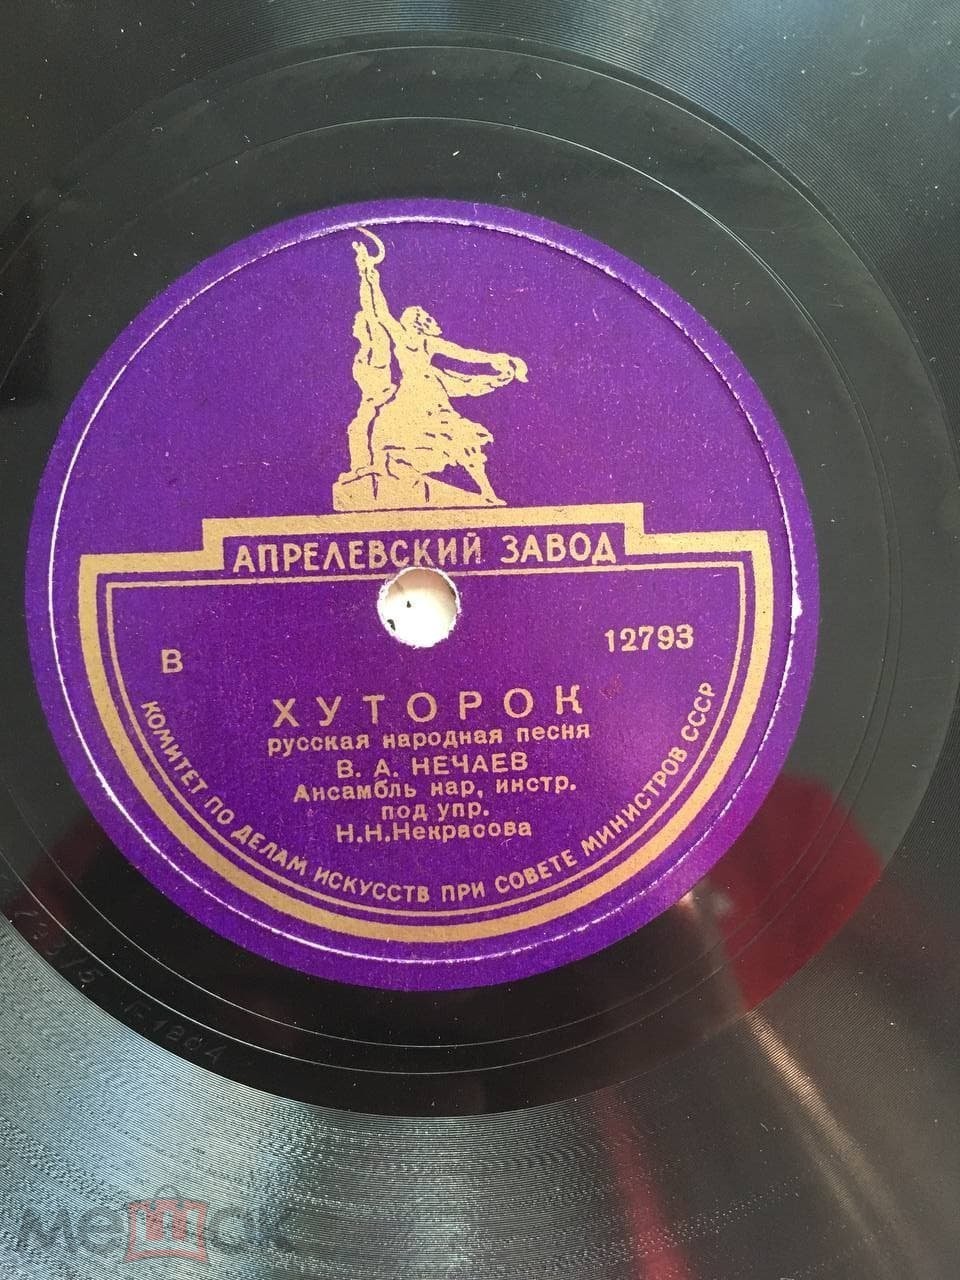 АПРЕЛЕВСКИЙ ЗАВОД
В 12793
ХУТОРОК
русская народная песня
В. А. НЕЧАЕВ
Ансамбль нар. инстр.
под упр.
Н.Н.Некрасова
КОМИТЕТ ПО ДЕЛАМ ИСКУССТВ ПРИ СОВЕТЕ МИНИСТРОВ СССР
мешок